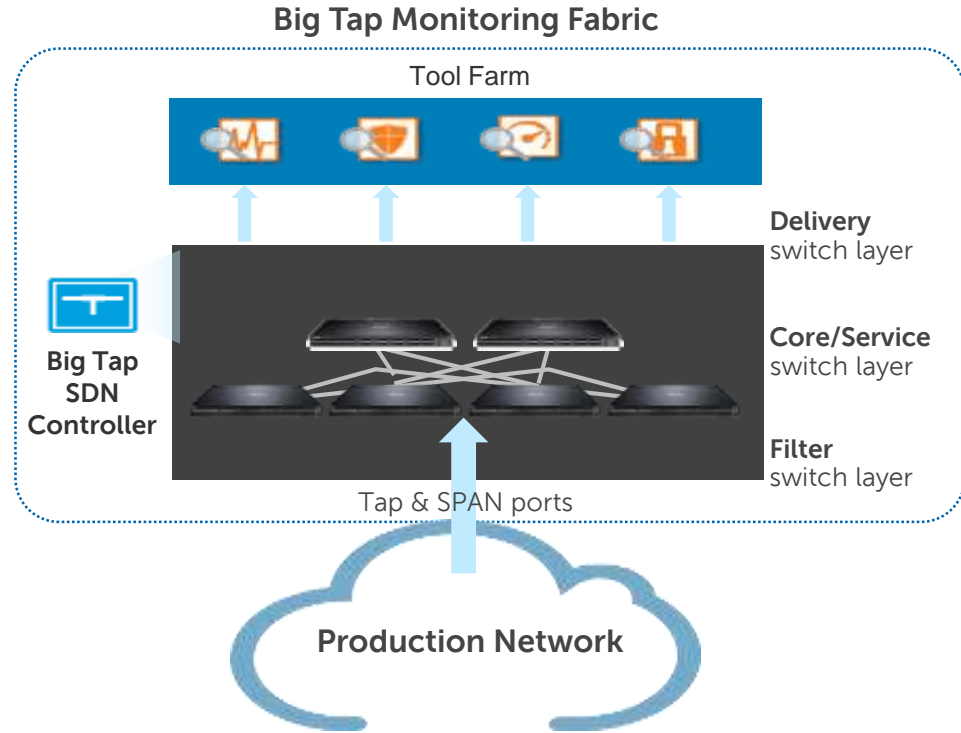 Big Tap Monitoring Fabric
Tool Farm
Delivery
switch layer
Big Tap
SDN
Controller
Core/Service
switch layer
Filter
switch layer
Tap & SPAN ports
Production Network